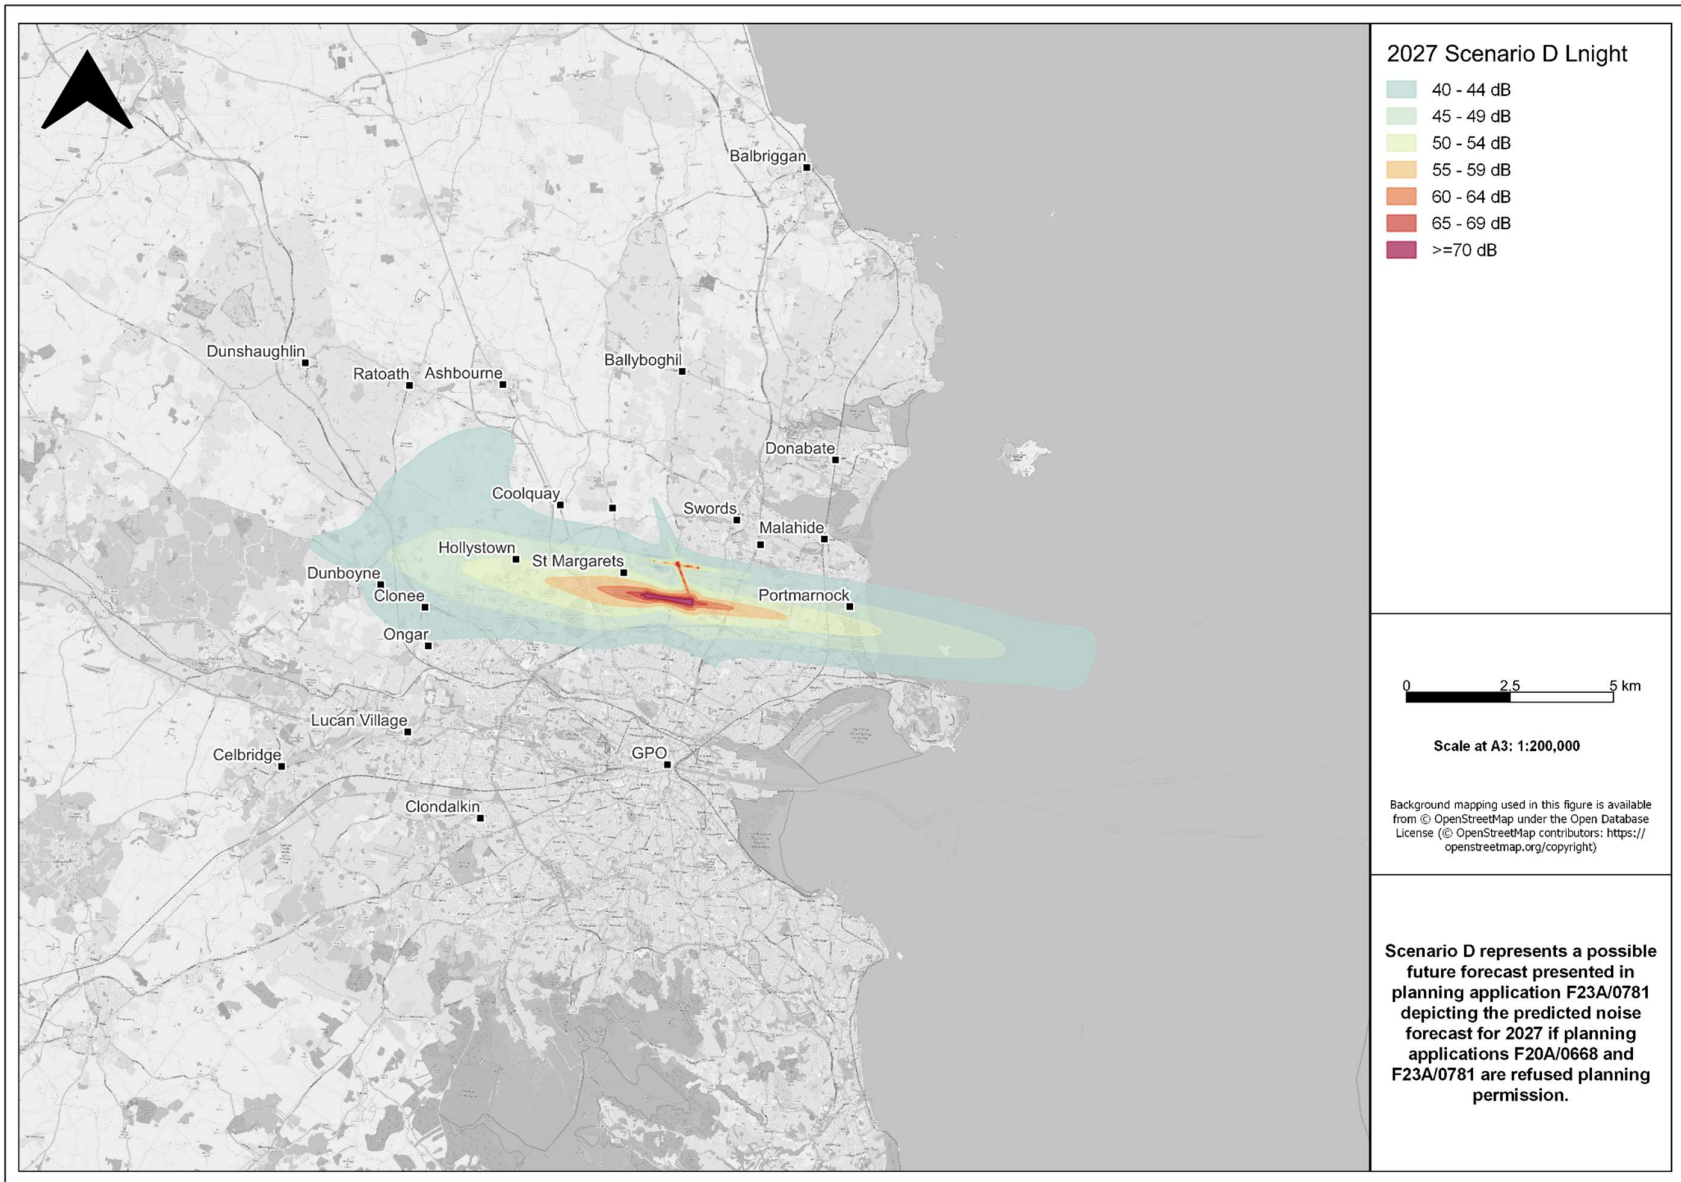 2027 Scenario D Lnight
40 - 44 dB
45 - 49 dB
50 - 54 dB
55 - 59 dB
60 - 64 dB
65 - 69 dB
>=70 dB
Balbriggan
Dunshaughlin
Ratoath
Ashbourne
Ballyboghil
Donabate
Coolquay
Swords
Malahide
Hollystown
St Margarets
Dunboyne
Clonee
Portmarnock
Ongar
Lucan Village
Celbridge
GPO
Clondalkin
0 2.5 5 km
Scale at A3: 1:200,000
Background mapping used in this figure is available
from © OpenStreetMap under the Open Database
License (© OpenStreetMap contributors: https://
openstreetmap.org/copyright)
Scenario D represents a possible
future forecast presented in
planning application F23A/0781
depicting the predicted noise
forecast for 2027 if planning
applications F20A/0668 and
F23A/0781 are refused planning
permission.